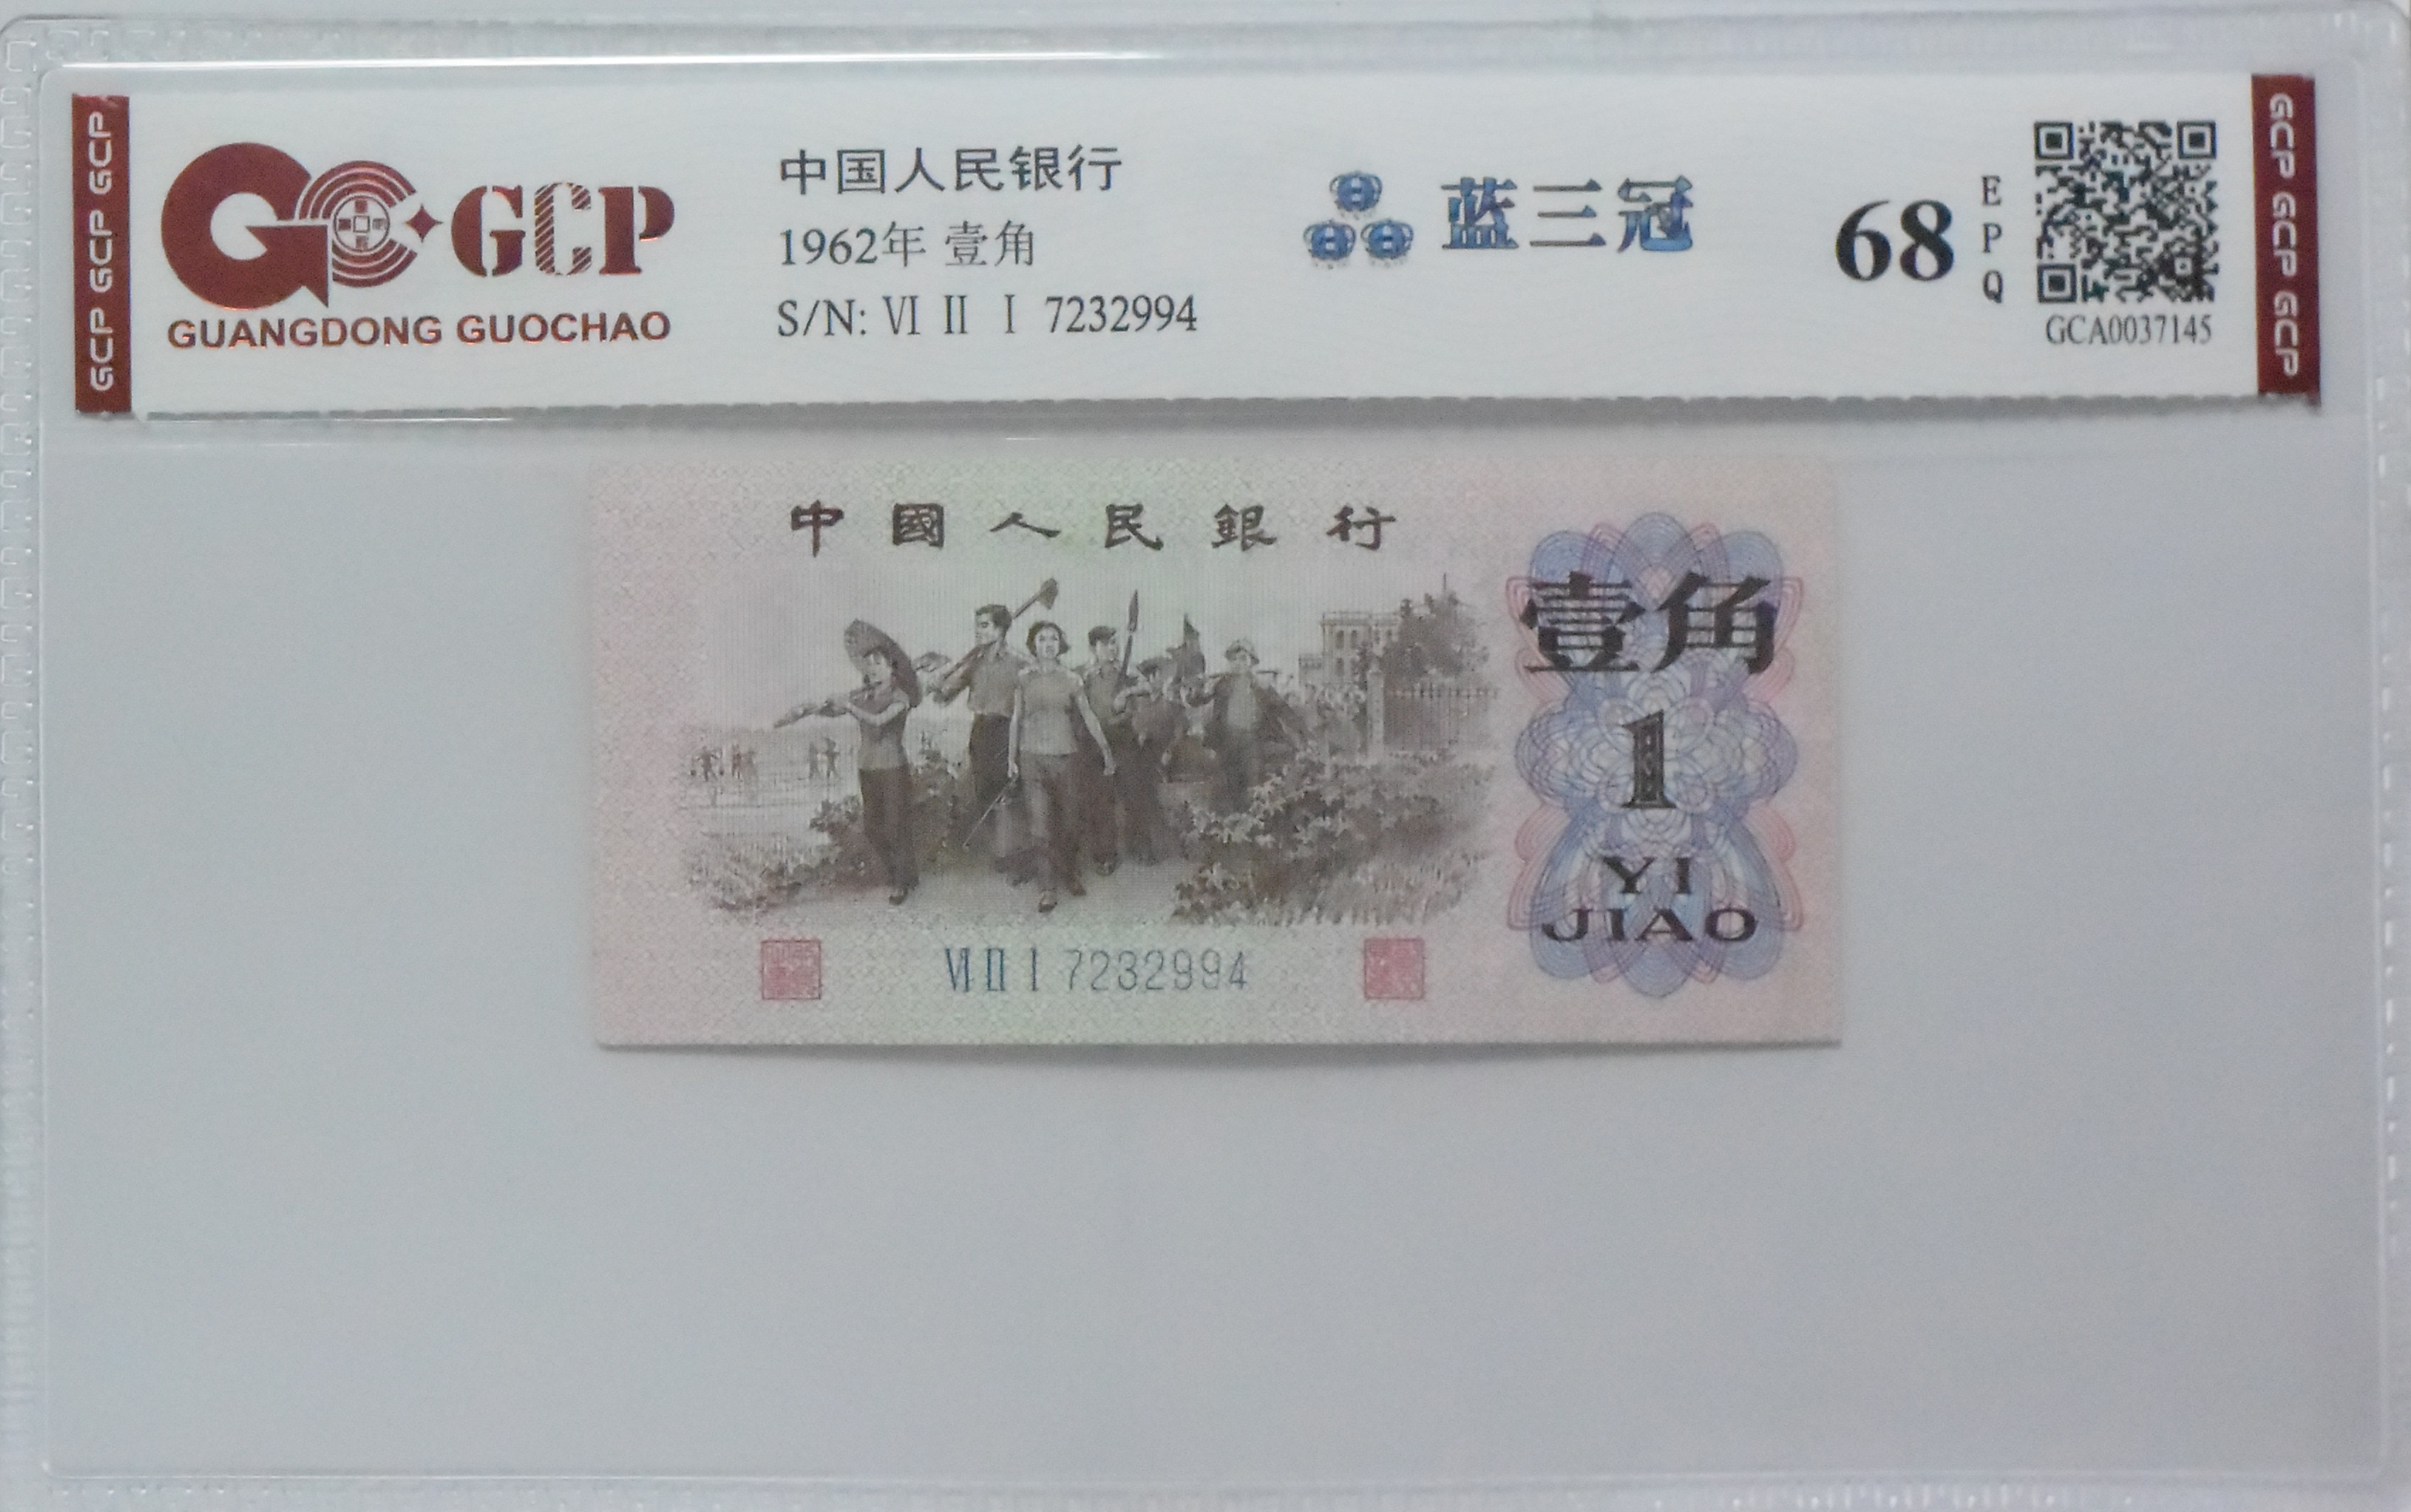 GCP GCP GCP
GCP
GUANGDONG GUOCHAO
中国人民银行
1962年 壹角
S/N: Ⅵ Ⅱ Ⅰ 7232994
蓝三冠
68
EPQ
GCA0037145
GCP GCP GCP
中國人民銀行
壹角
1
YI
JIAO
Ⅵ Ⅱ Ⅰ 7232994